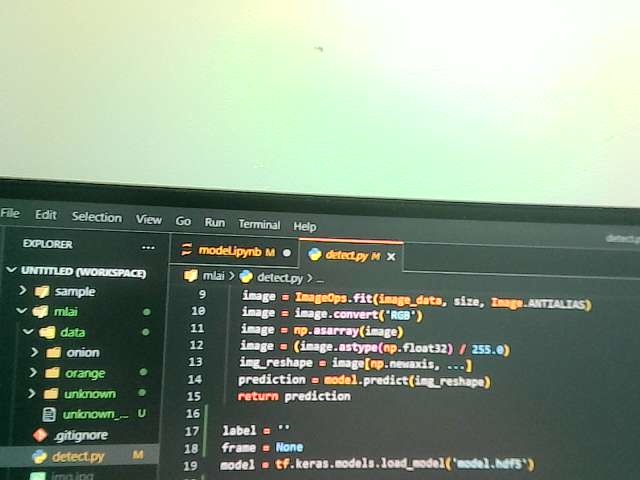 File Edit Selection View Go Run Terminal Help
EXPLORER ...
model.ipynb M
detect.py M
UNTITLED (WORKSPACE)
mlai > detect.py > ...
sample
mlai
data
onion
orange
unknown
unknown_... U
.gitignore
detect.py M
9 image = ImageOps.fit(image_data, size, Image.ANTIALIAS)
10 image = image.convert('RGB')
11 image = np.asarray(image)
12 image = (image.astype(np.float32) / 255.0)
13 img_reshape = image[np.newaxis, ...]
14 prediction = model.predict(img_reshape)
15 return prediction
16
17 label = ''
18 frame = None
19 model = tf.keras.models.load_model('model.hdf5')